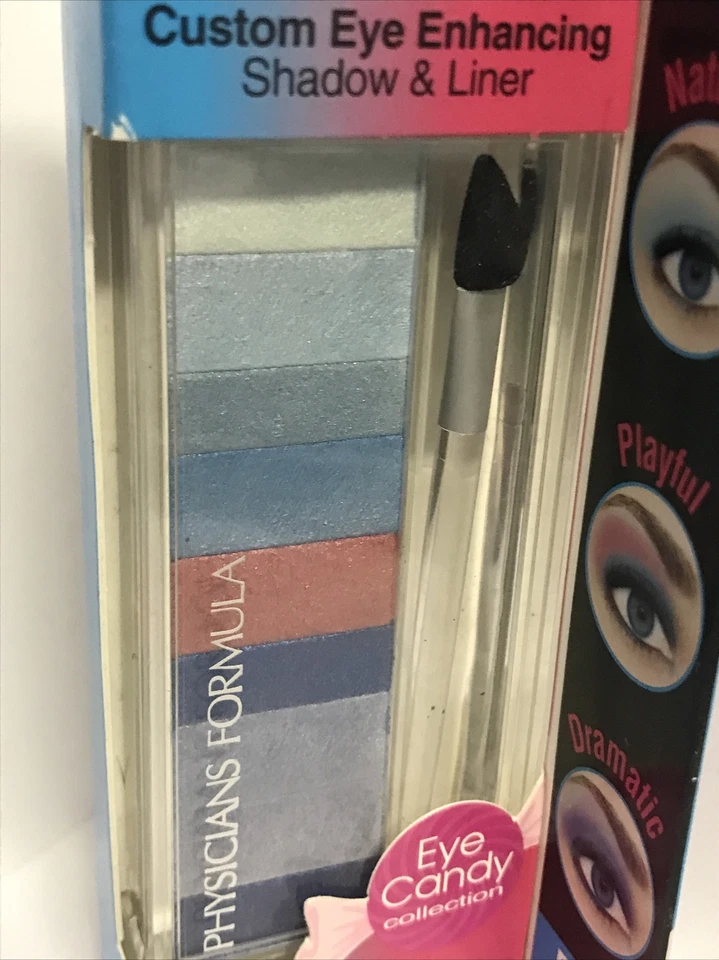 Custom Eye Enhancing
Shadow & Liner
PHYSICIANS FORMULA
Eye
Candy
collection
Playful
Dramatic